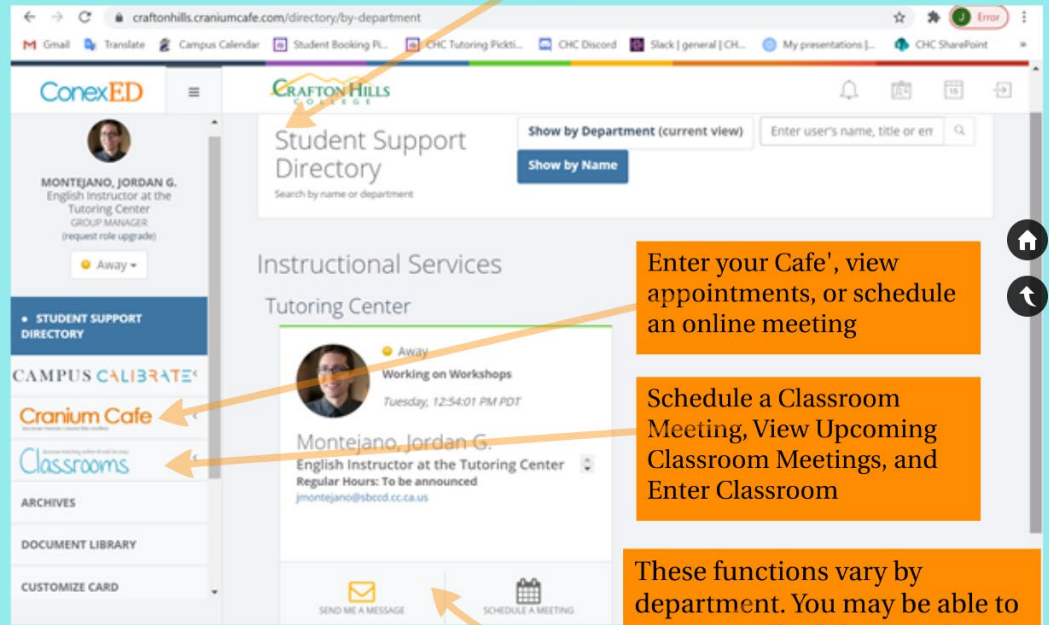 craftonhills.craniumcafe.com/directory/by-department
J Error
Gmail Translate Campus Calendar Student Booking Pi... CHC Tutoring Pickti... CHC Discord Slack | general | CH... My presentations |... CHC SharePoint »
ConexED
CRAFTON HILLS
COLLEGE
MONTEJANO, JORDAN G.
English Instructor at the
Tutoring Center
GROUP MANAGER
(request role upgrade)
Away
• STUDENT SUPPORT
DIRECTORY
CAMPUS CALIBRATE
Cranium Cafe
Classrooms
ARCHIVES
DOCUMENT LIBRARY
CUSTOMIZE CARD
Student Support
Directory
Search by name or department
Show by Department (current view)
Show by Name
Enter user's name, title or em
Instructional Services
Tutoring Center
Away
Working on Workshops
Tuesday, 12:54:01 PM PDT
Montejano, Jordan G.
English Instructor at the Tutoring Center
Regular Hours: To be announced
jmontejano@sbccd.cc.ca.us
SEND ME A MESSAGE
SCHEDULE A MEETING
Enter your Cafe', view
appointments, or schedule
an online meeting
Schedule a Classroom
Meeting, View Upcoming
Classroom Meetings, and
Enter Classroom
These functions vary by
department. You may be able to